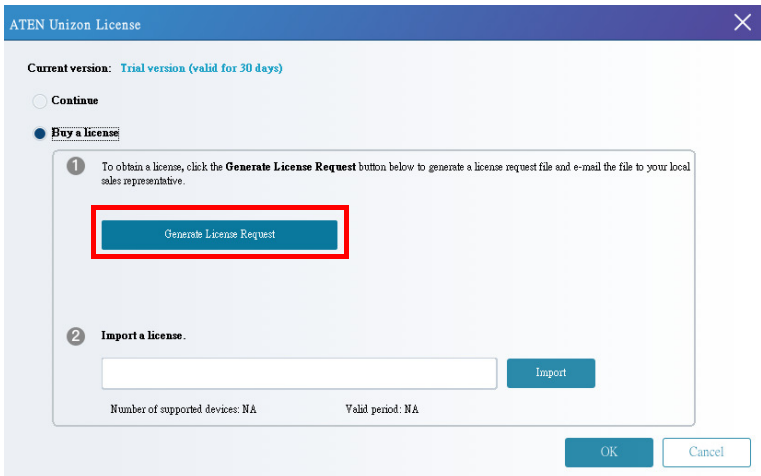 ATEN Unizon License
Current version: Trial version (valid for 30 days)
Continue
Buy a license
1
To obtain a license, click the Generate License Request button below to generate a license request file and e-mail the file to your local
sales representative.
Generate License Request
2
Import a license.
Import
Number of supported devices: NA Valid period: NA
OK Cancel